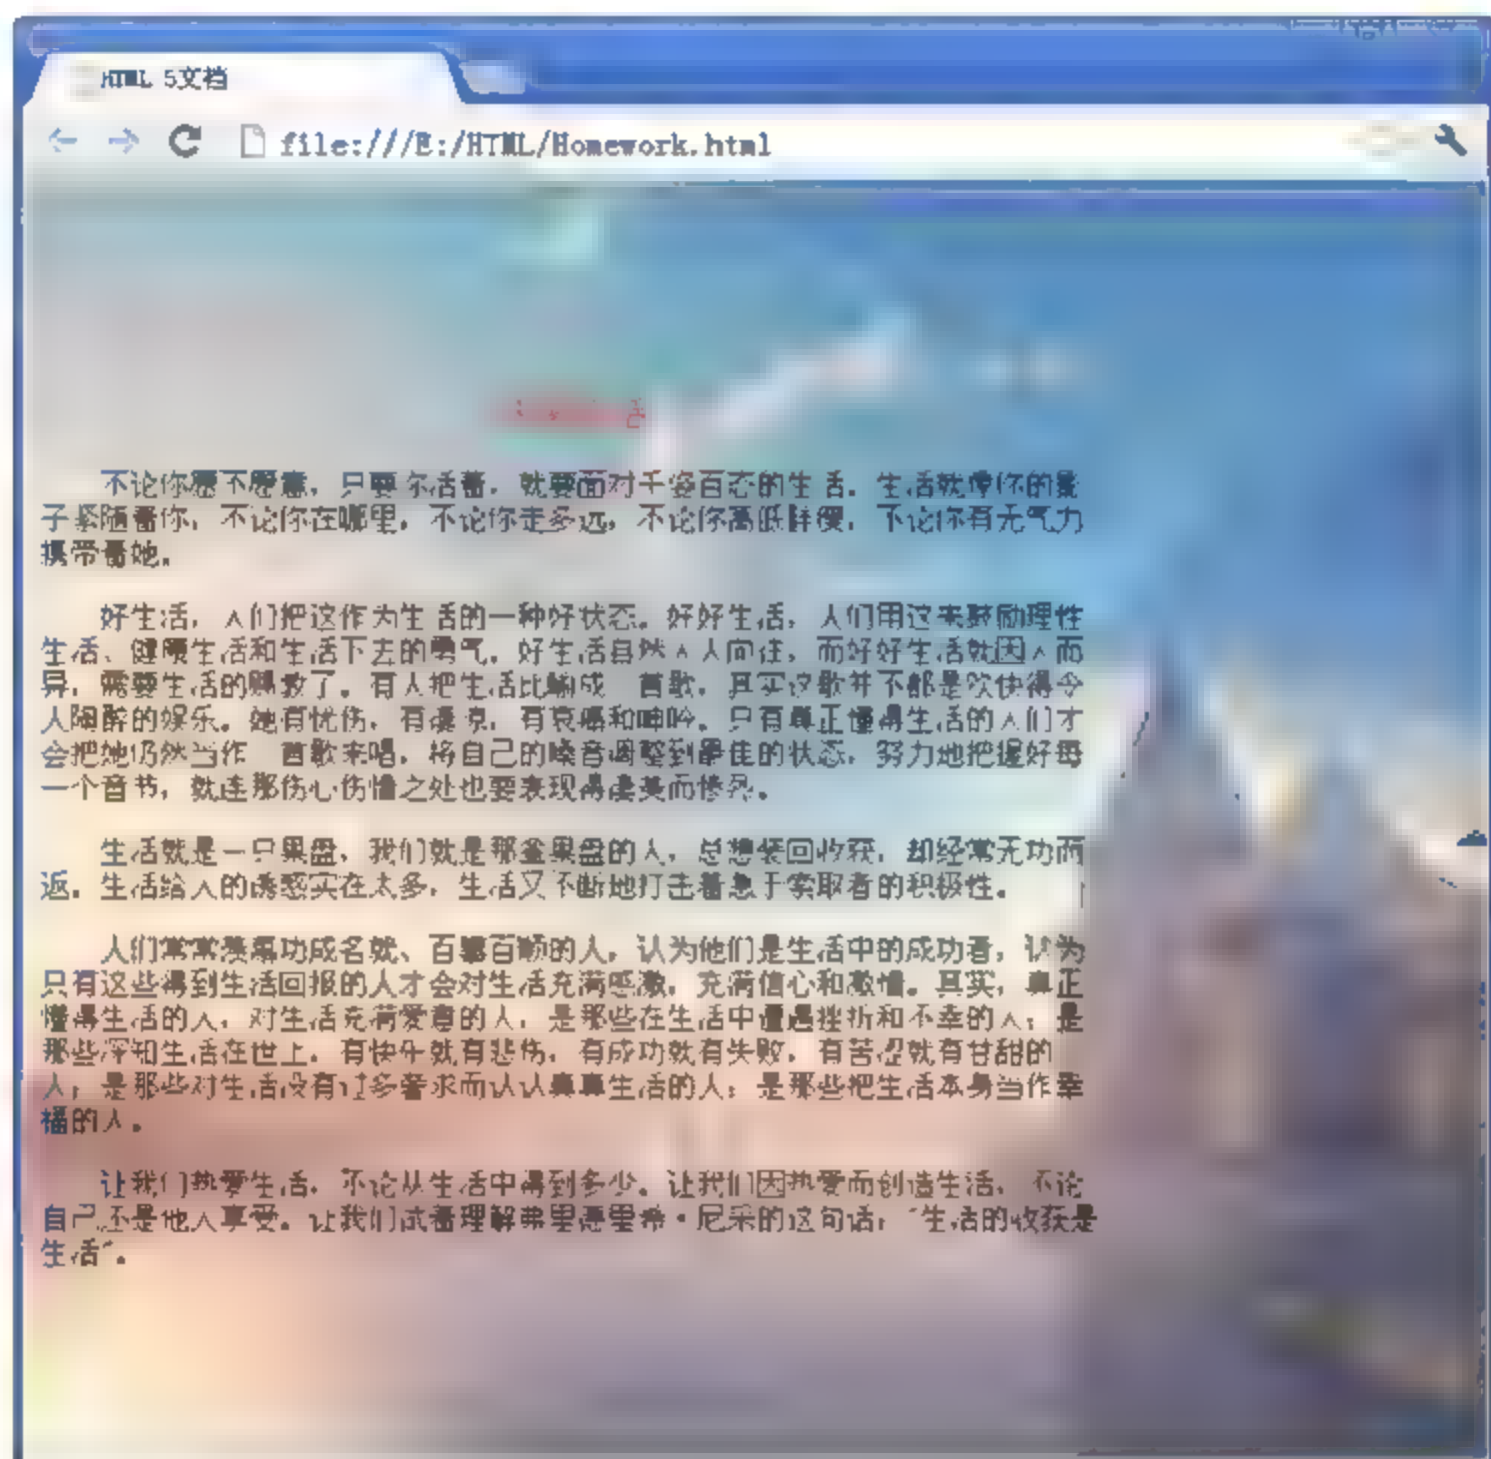 HTML 5文档
file:///E:/HTML/Homework.html
活
不论你愿不愿意，只要你活着，就要面对千姿百态的生活。生活就像你的影
子紧随着你，不论你在哪里，不论你走多远，不论你高低胖瘦，不论你有无气力
携带着她。
好生活，人们把这作为生活的一种好状态。好好生活，人们用这来鼓励理性
生活、健康生活和生活下去的勇气。好生活自然人人向往，而好好生活就因人而
异，需要生活的赐教了。有人把生活比喻成一首歌，其实这歌并不都是欢快得令
人陶醉的娱乐。她有忧伤，有凄凉，有哀唱和呻吟。只有真正懂得生活的人们才
会把她仍然当作一首歌来唱，将自己的嗓音调整到最佳的状态，努力地把握好每
一个音节，就连那伤心伤情之处也要表现得凄美而惨烈。
生活就是一只果盘，我们就是那端果盘的人，总想装回收获，却经常无功而
返。生活给人的诱惑实在太多，生活又不断地打击着急于索取者的积极性。
人们常常羡慕功成名就、百事百顺的人，认为他们是生活中的成功者，认为
只有这些得到生活回报的人才会对生活充满感激，充满信心和激情。其实，真正
懂得生活的人，对生活充满爱意的人，是那些在生活中遭遇挫折和不幸的人；是
那些深知生活在世上，有快乐就有悲伤，有成功就有失败，有苦涩就有甘甜的
人；是那些对生活没有过多奢求而认认真真生活的人；是那些把生活本身当作幸
福的人。
让我们热爱生活，不论从生活中得到多少。让我们因热爱而创造生活，不论
自己还是他人享受。让我们试着理解弗里德里希·尼采的这句话："生活的收获是
生活"。